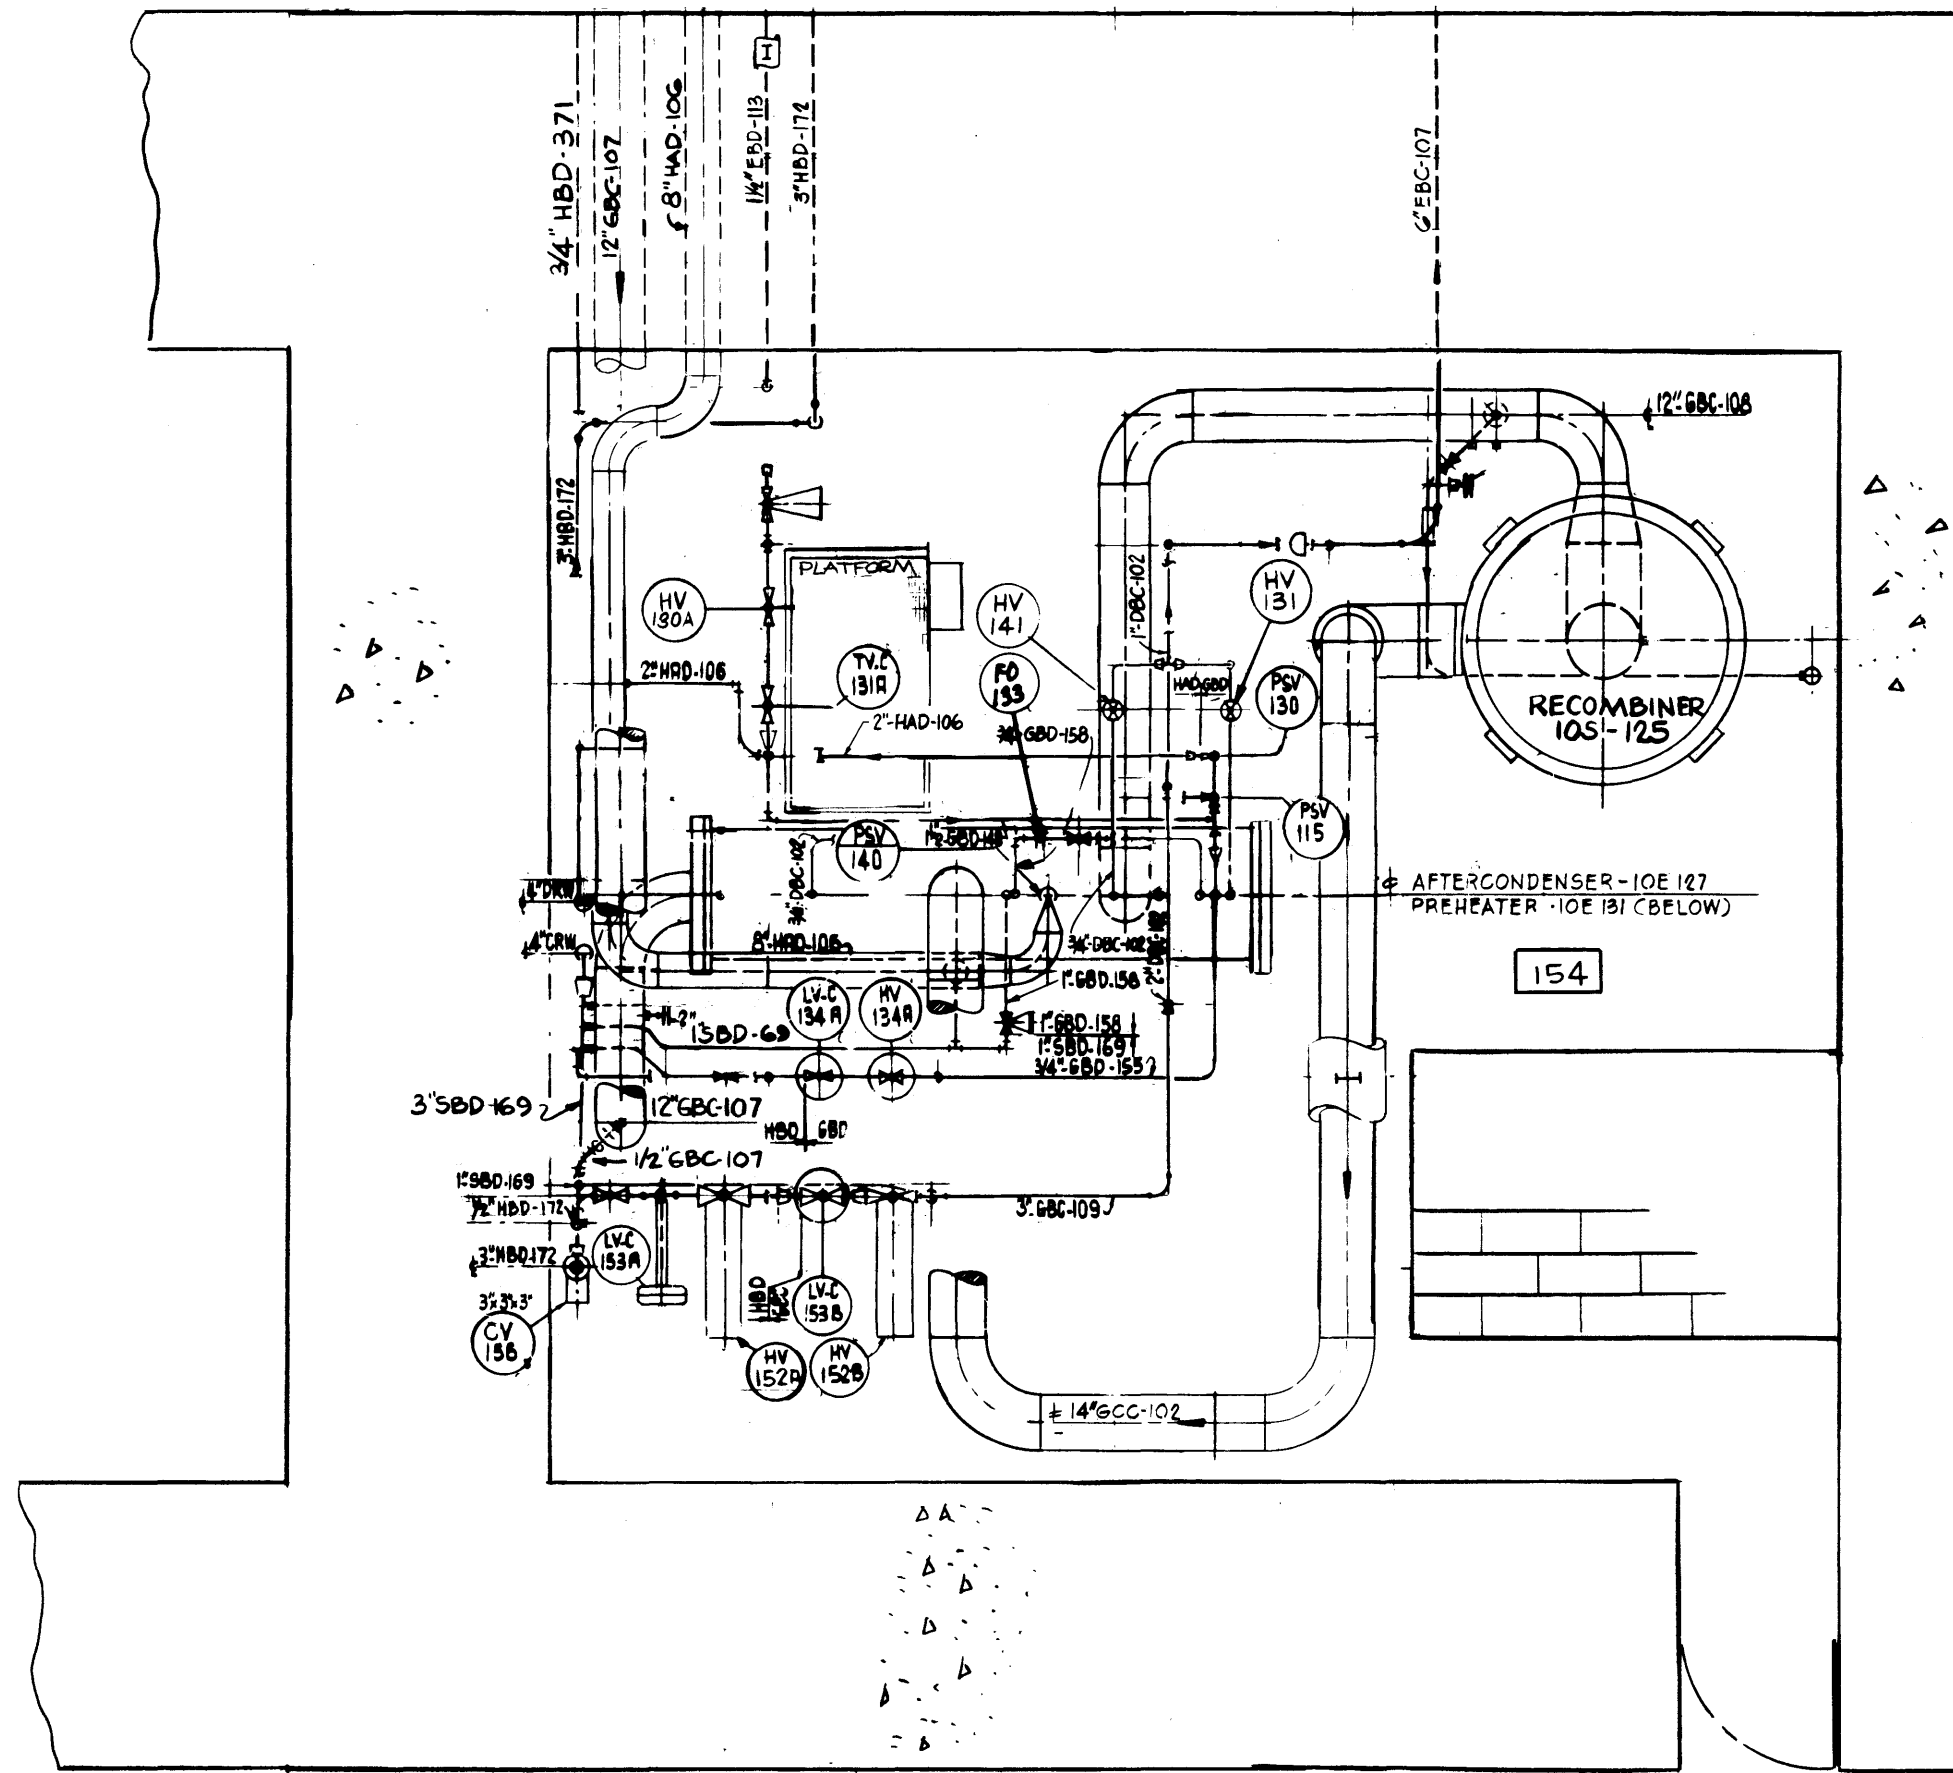 3/4" HBD-371
12"GBC-107
8"HAD-106
I
1½" EBD-113
3"HBD-172
6"EBC-107
12"-GBC-108
3"-HBD-172
PLATFORM
HV
130A
TV-C
131A
2"-HAD-106
2"-HAD-106
HV
141
FO
133
1"-DBC-102
HV
131
HAD
GBD
PSV
130
RECOMBINER
10S-125
GBD-158
PSV
115
PSV
140
3/4"-DBC-102
4"DRW
4"CRW
8"-HAD-106
3/4"-DBC-102
AFTERCONDENSER-10E 127
PREHEATER-10E 131 (BELOW)
154
LV-C
134A
HV
134A
1"-GBD-158
1"-GBD-158
1"-SBD-169
3/4"-GBD-155
1"SBD-69
3"SBD-169
12"GBC-107
HBD
GBD
1/2"GBC-107
1"-SBD-169
½"HBD-172
3"-HBD-172
LV-C
153A
HBD
LV-C
153B
3"-GBC-109
3"x3"x3"
CV
156
HV
152A
HV
152B
14"GCC-102